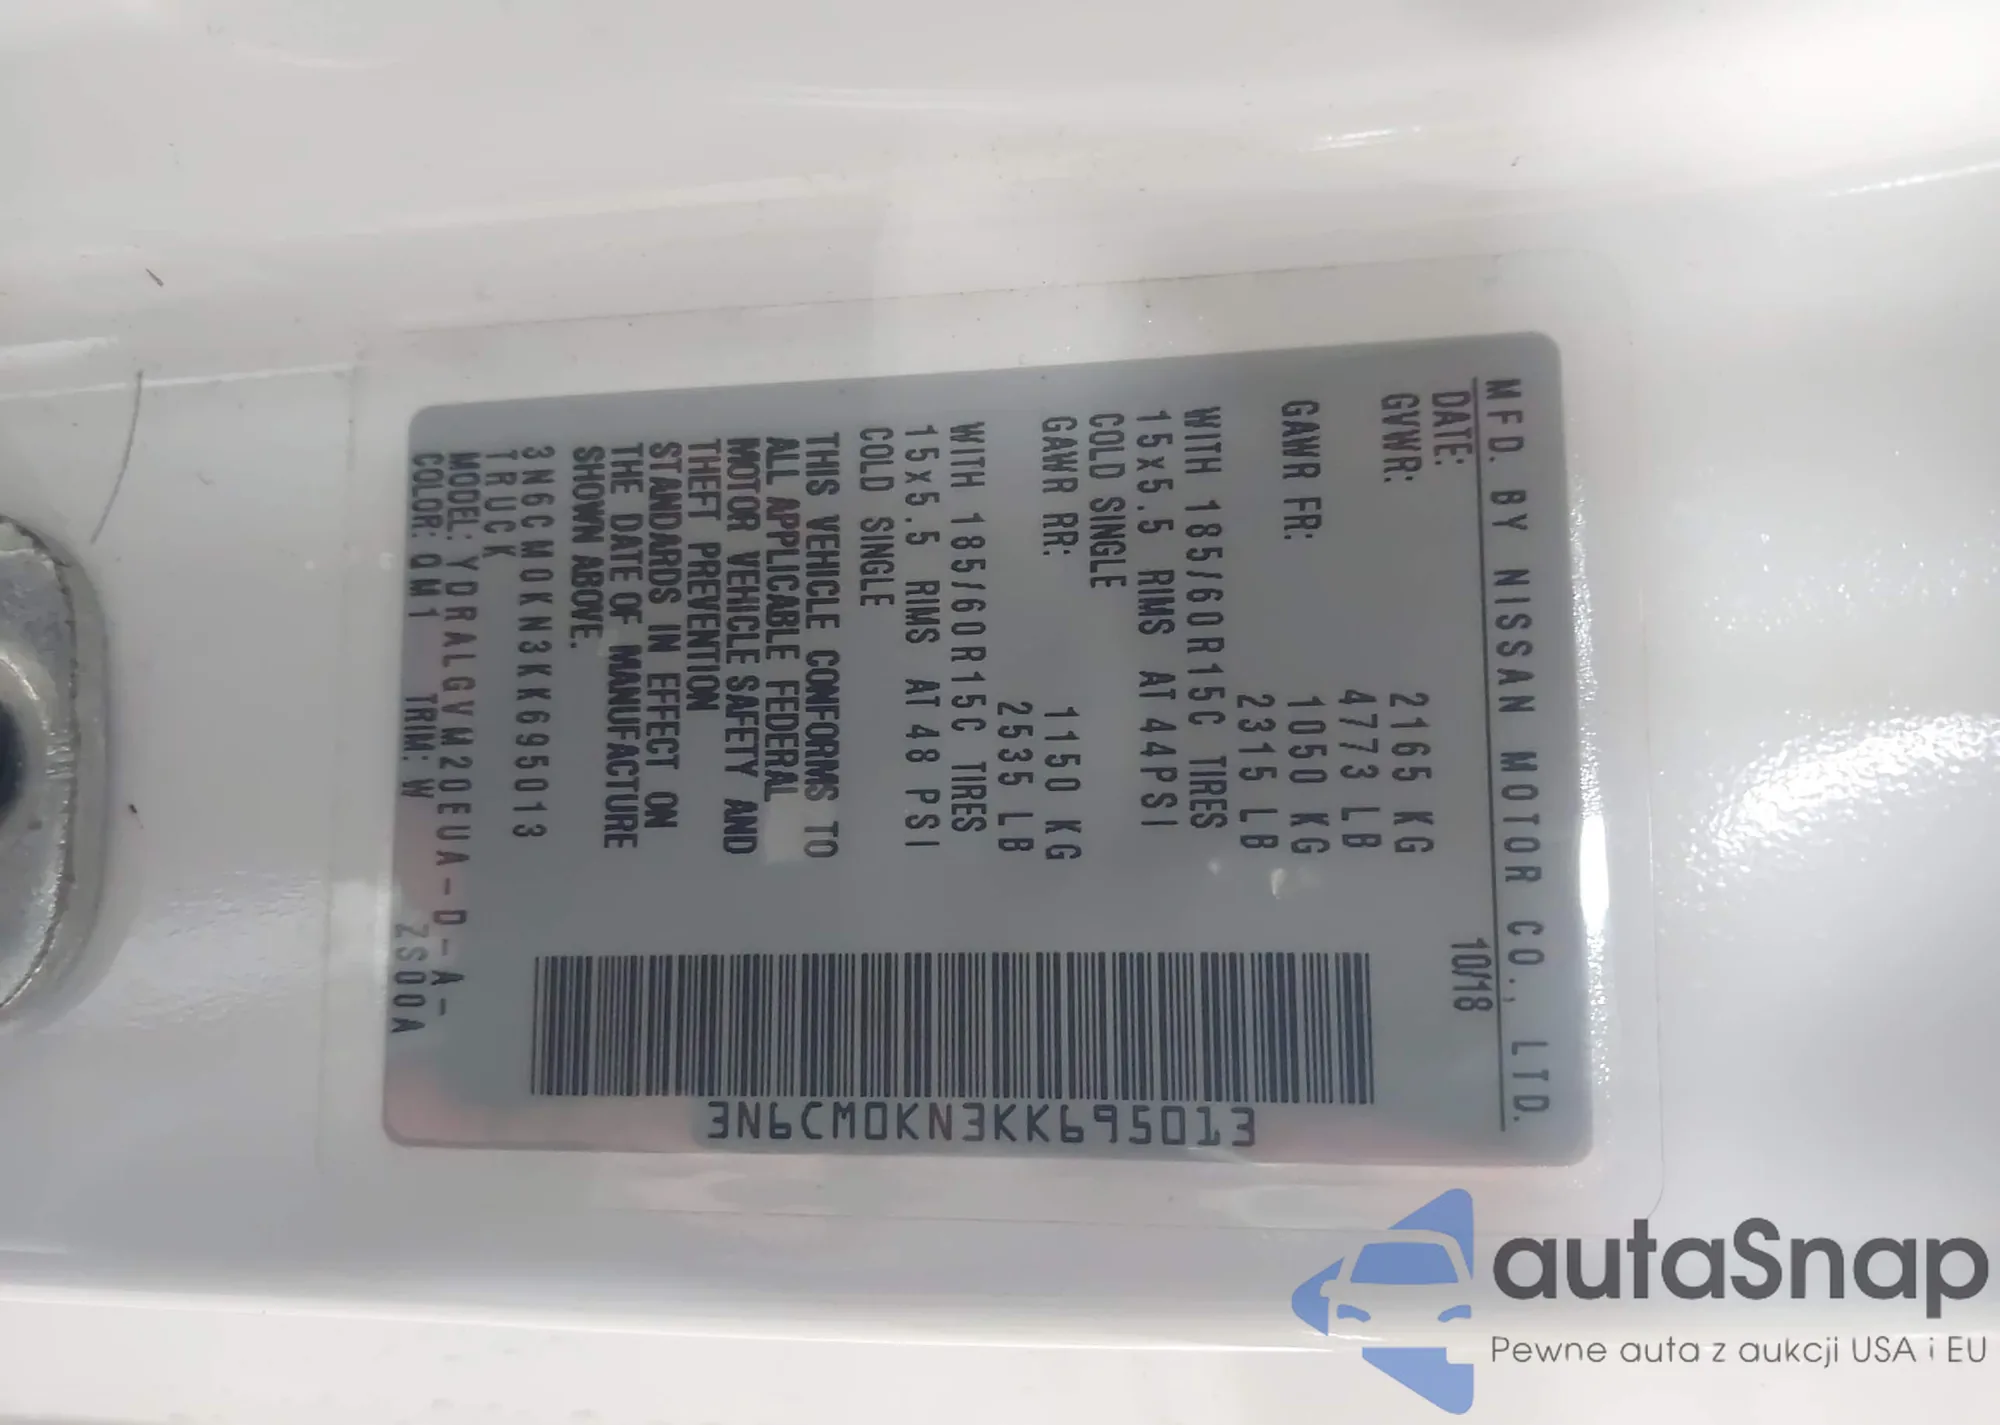 MFD. BY NISSAN MOTOR CO., LTD.
DATE: 10/18
GVWR: 2165 KG
4773 LB
GAWR FR: 1050 KG
2315 LB
WITH 185/60R15C TIRES
15x5.5 RIMS AT 44PSI
COLD SINGLE
GAWR RR: 1150 KG
2535 LB
WITH 185/60R15C TIRES
15x5.5 RIMS AT 48 PSI
COLD SINGLE
THIS VEHICLE CONFORMS TO
ALL APPLICABLE FEDERAL
MOTOR VEHICLE SAFETY AND
THEFT PREVENTION
STANDARDS IN EFFECT ON
THE DATE OF MANUFACTURE
SHOWN ABOVE.
3N6CM0KN3KK695013
TRUCK
MODEL: YDRALGVM20EUA-D-A-
COLOR: QM1 TRIM: W ZS00A
3N6CM0KN3KK695013
autaSnap
Pewne auta z aukcji USA i EU